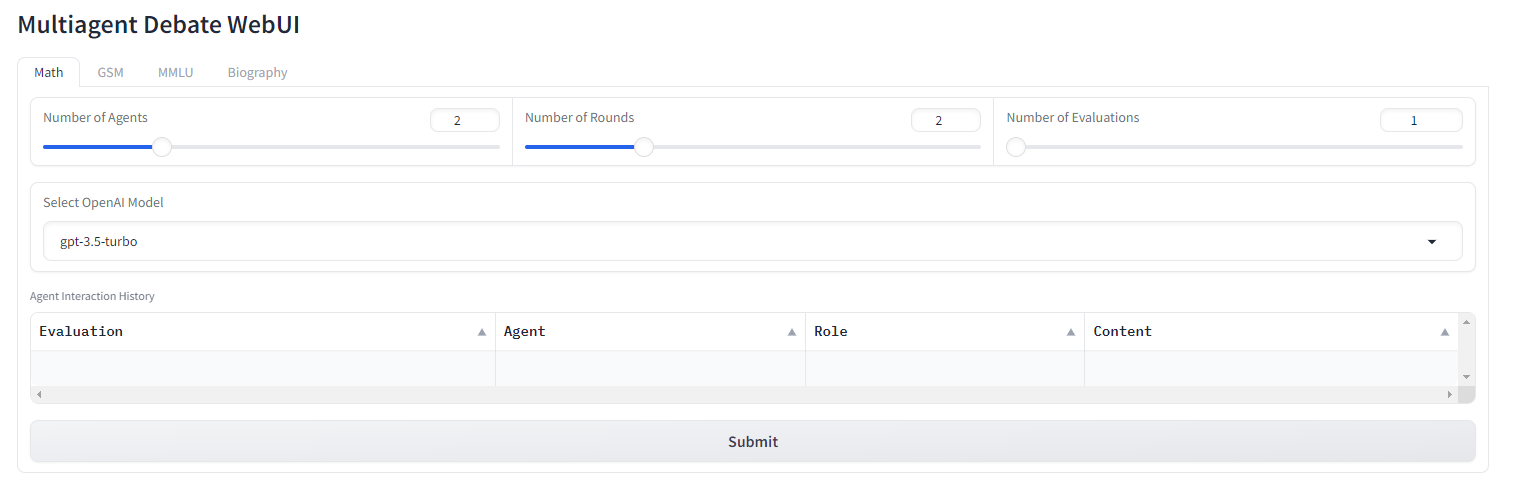 Multiagent Debate WebUI
Math GSM MMLU Biography
Number of Agents 2 Number of Rounds 2 Number of Evaluations 1
Select OpenAI Model
gpt-3.5-turbo
Agent Interaction History
Evaluation Agent Role Content
Submit